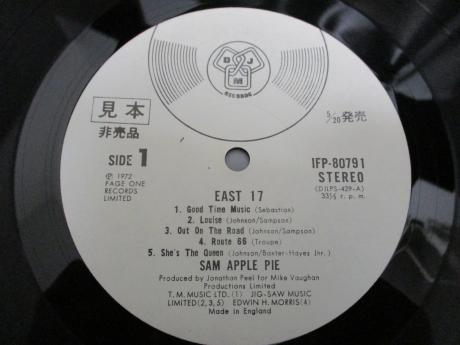 D J M
RECORDS
見本
非売品
5/20 発売
SIDE 1
IFP-80791
STEREO
(DJLPS-429-A)
33⅓ r. p. m.
℗ 1972
PAGE ONE
RECORDS
LIMITED
EAST 17
1. Good Time Music (Sebastian)
2. Louise (Johnson/Sampson)
3. Out On The Road (Johnson/Sampson)
4. Route 66 (Troupe)
5. She's The Queen (Johnson/Baxter-Hayes Jnr.)
SAM APPLE PIE
Produced by Jonathan Peel for Mike Vaughan
Productions Limited
T. M. MUSIC LTD. (1) JIG-SAW MUSIC
LIMITED (2, 3, 5) EDWIN H. MORRIS (4)
Made in England